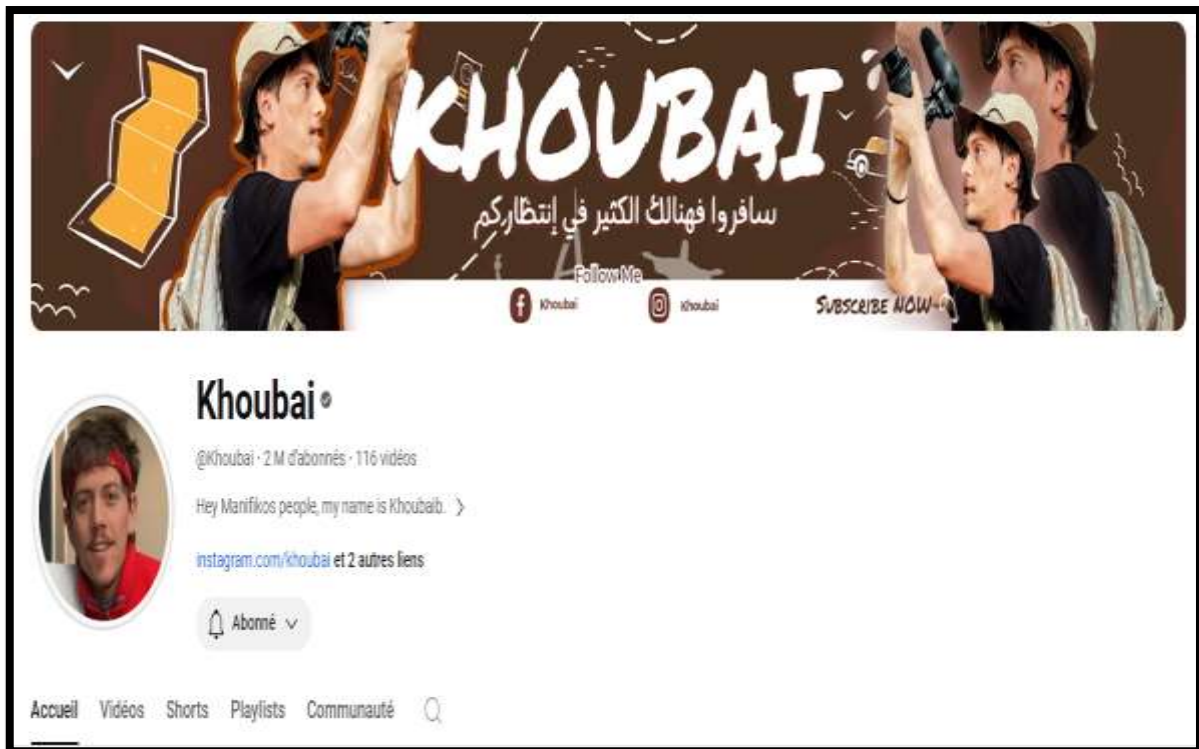 KHOUBAI
سافروا فهنالك الكثير في إنتظاركم
Follow Me
Khoubai Khoubai SUBSCRIBE NOW
Khoubai
@Khoubai · 2 M d'abonnés · 116 vidéos
Hey Manifikos people, my name is Khoubaib. >
instagram.com/khoubai et 2 autres liens
Abonné
Accueil Vidéos Shorts Playlists Communauté